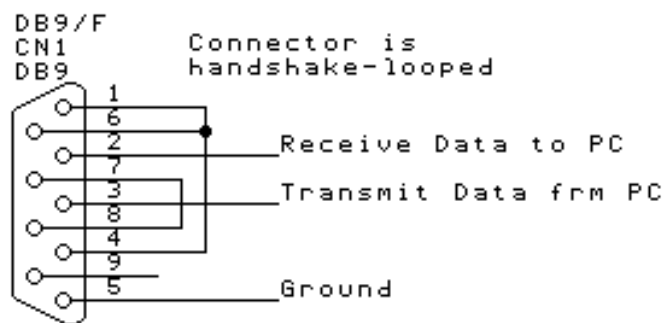 DB9/F
CN1
DB9
Connector is
handshake-looped
1
6
2
Receive Data to PC
7
3
Transmit Data frm PC
8
4
9
5
Ground